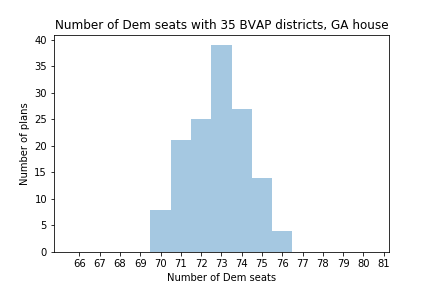 Number of Dem seats with 35 BVAP districts, GA house
Number of plans
40
35
30
25
20
15
10
5
0
66 67 68 69 70 71 72 73 74 75 76 77 78 79 80 81
Number of Dem seats